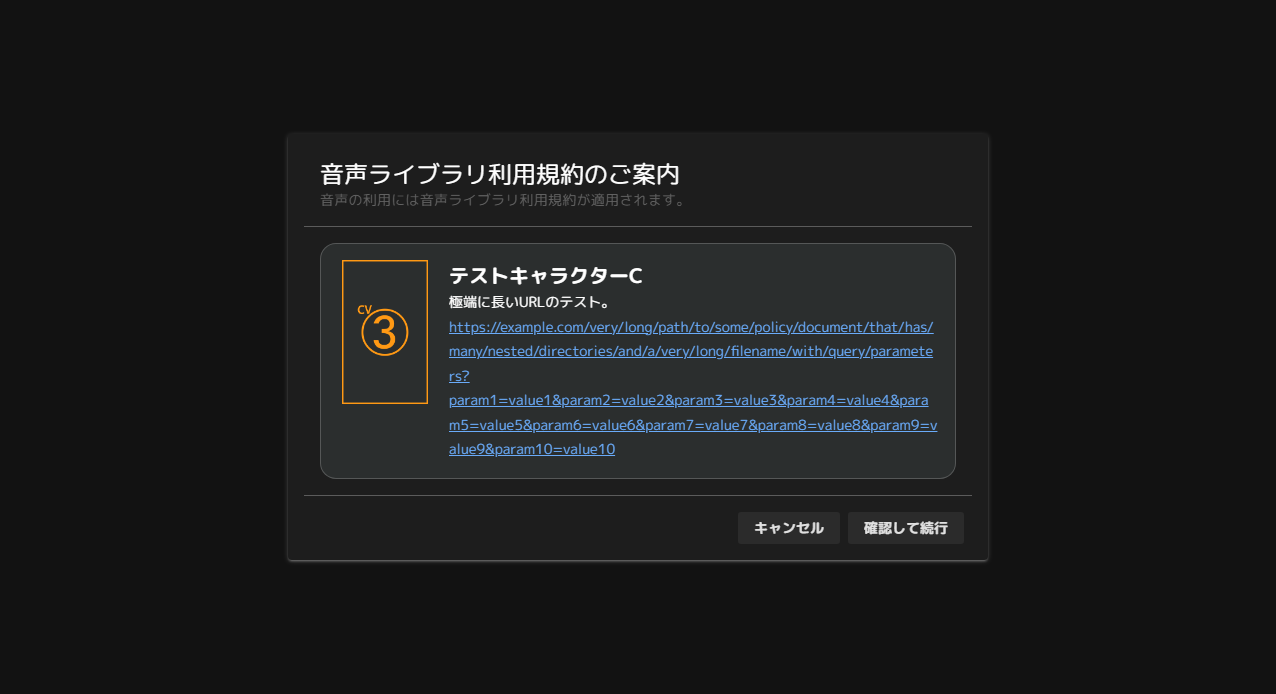 音声ライブラリ利用規約のご案内
音声の利用には音声ライブラリ利用規約が適用されます。
CV
3
テストキャラクターC
極端に長いURLのテスト。
https://example.com/very/long/path/to/some/policy/document/that/has/
many/nested/directories/and/a/very/long/filename/with/query/paramete
rs?
param1=value1&param2=value2&param3=value3&param4=value4&para
m5=value5&param6=value6&param7=value7&param8=value8&param9=v
alue9&param10=value10
キャンセル
確認して続行